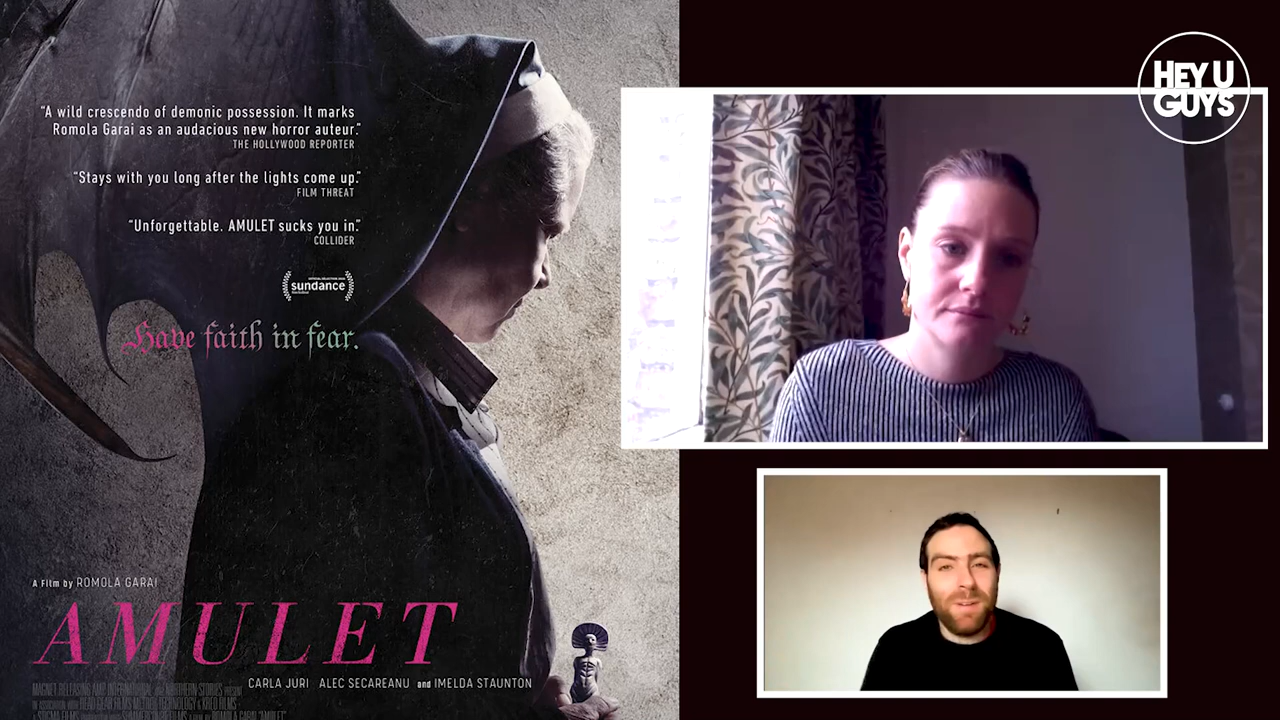 “A wild crescendo of demonic possession. It marks
Romola Garai as an audacious new horror auteur.”
THE HOLLYWOOD REPORTER
“Stays with you long after the lights come up.”
FILM THREAT
“Unforgettable. AMULET sucks you in.”
COLLIDER
sundance
Have faith in fear.
A Film by ROMOLA GARAI
AMULET
CARLA JURI ALEC SECAREANU and IMELDA STAUNTON
HEY U
GUYS